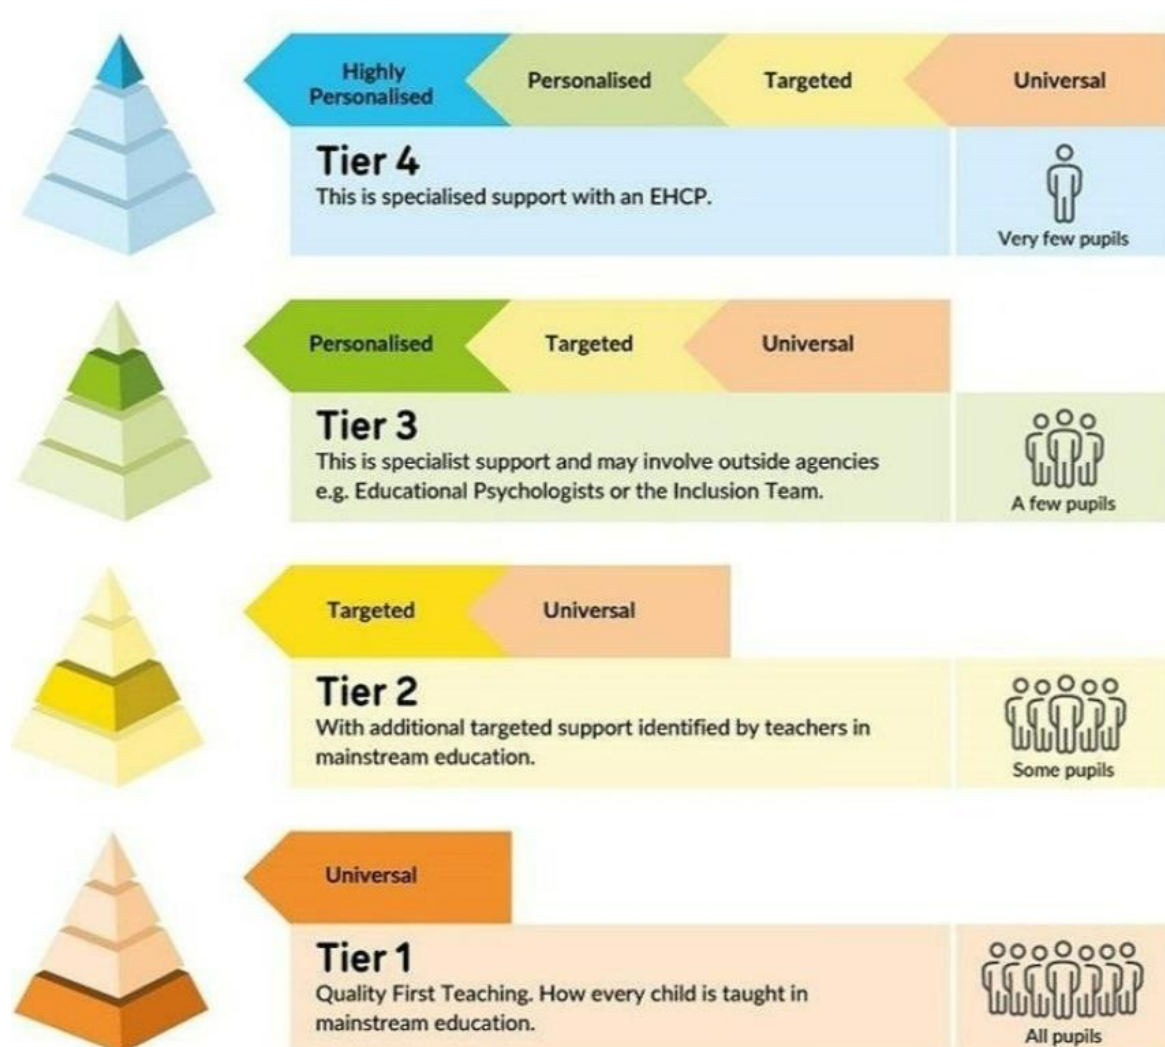 Highly
Personalised
Personalised
Targeted
Universal
Tier 4
This is specialised support with an EHCP.
Very few pupils
Personalised
Targeted
Universal
Tier 3
This is specialist support and may involve outside agencies
e.g. Educational Psychologists or the Inclusion Team.
A few pupils
Targeted
Universal
Tier 2
With additional targeted support identified by teachers in
mainstream education.
Some pupils
Universal
Tier 1
Quality First Teaching. How every child is taught in
mainstream education.
All pupils